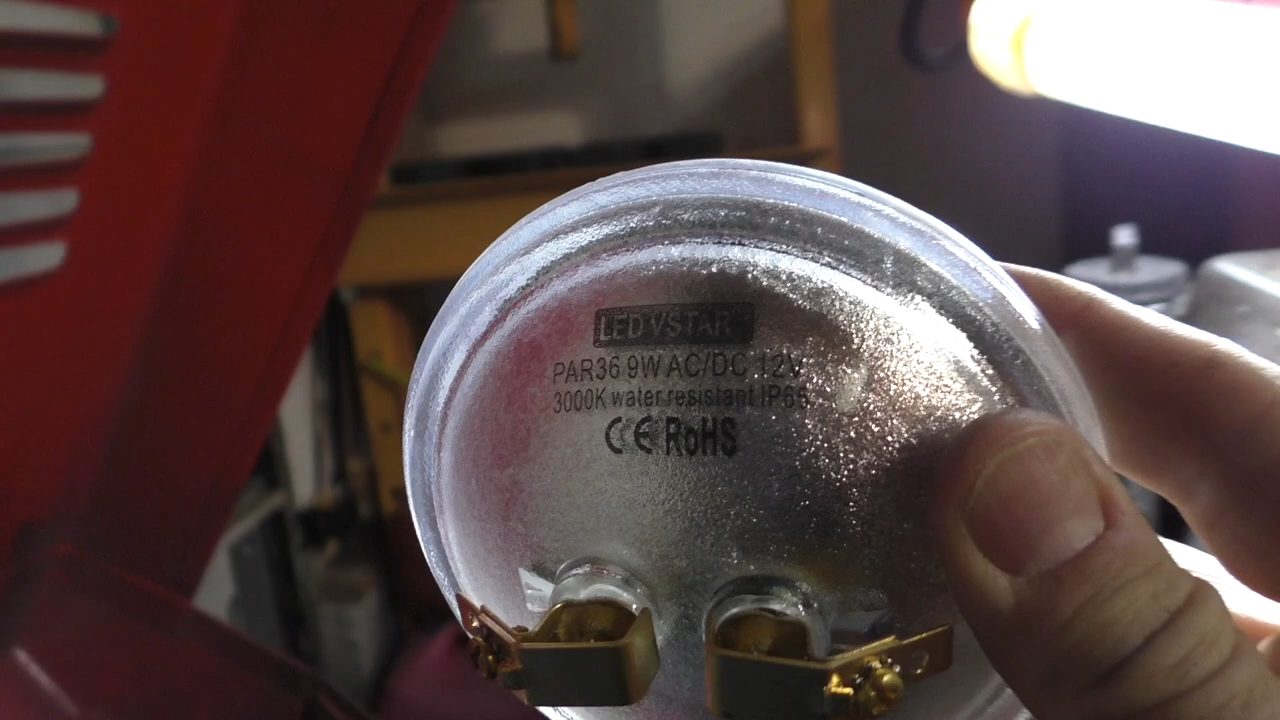 LED VSTAR
PAR36 9W AC/DC 12V
3000K water resistant IP65
CE RoHS